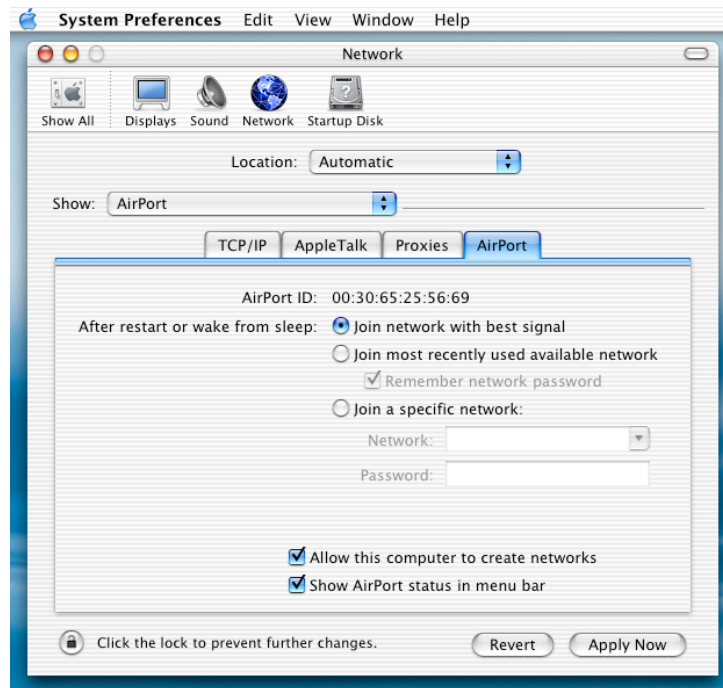 System Preferences Edit View Window Help
Network
Show All Displays Sound Network Startup Disk
Location: Automatic
Show: AirPort
TCP/IP AppleTalk Proxies AirPort
AirPort ID: 00:30:65:25:56:69
After restart or wake from sleep: Join network with best signal
Join most recently used available network
Remember network password
Join a specific network:
Network:
Password:
Allow this computer to create networks
Show AirPort status in menu bar
Click the lock to prevent further changes. Revert Apply Now